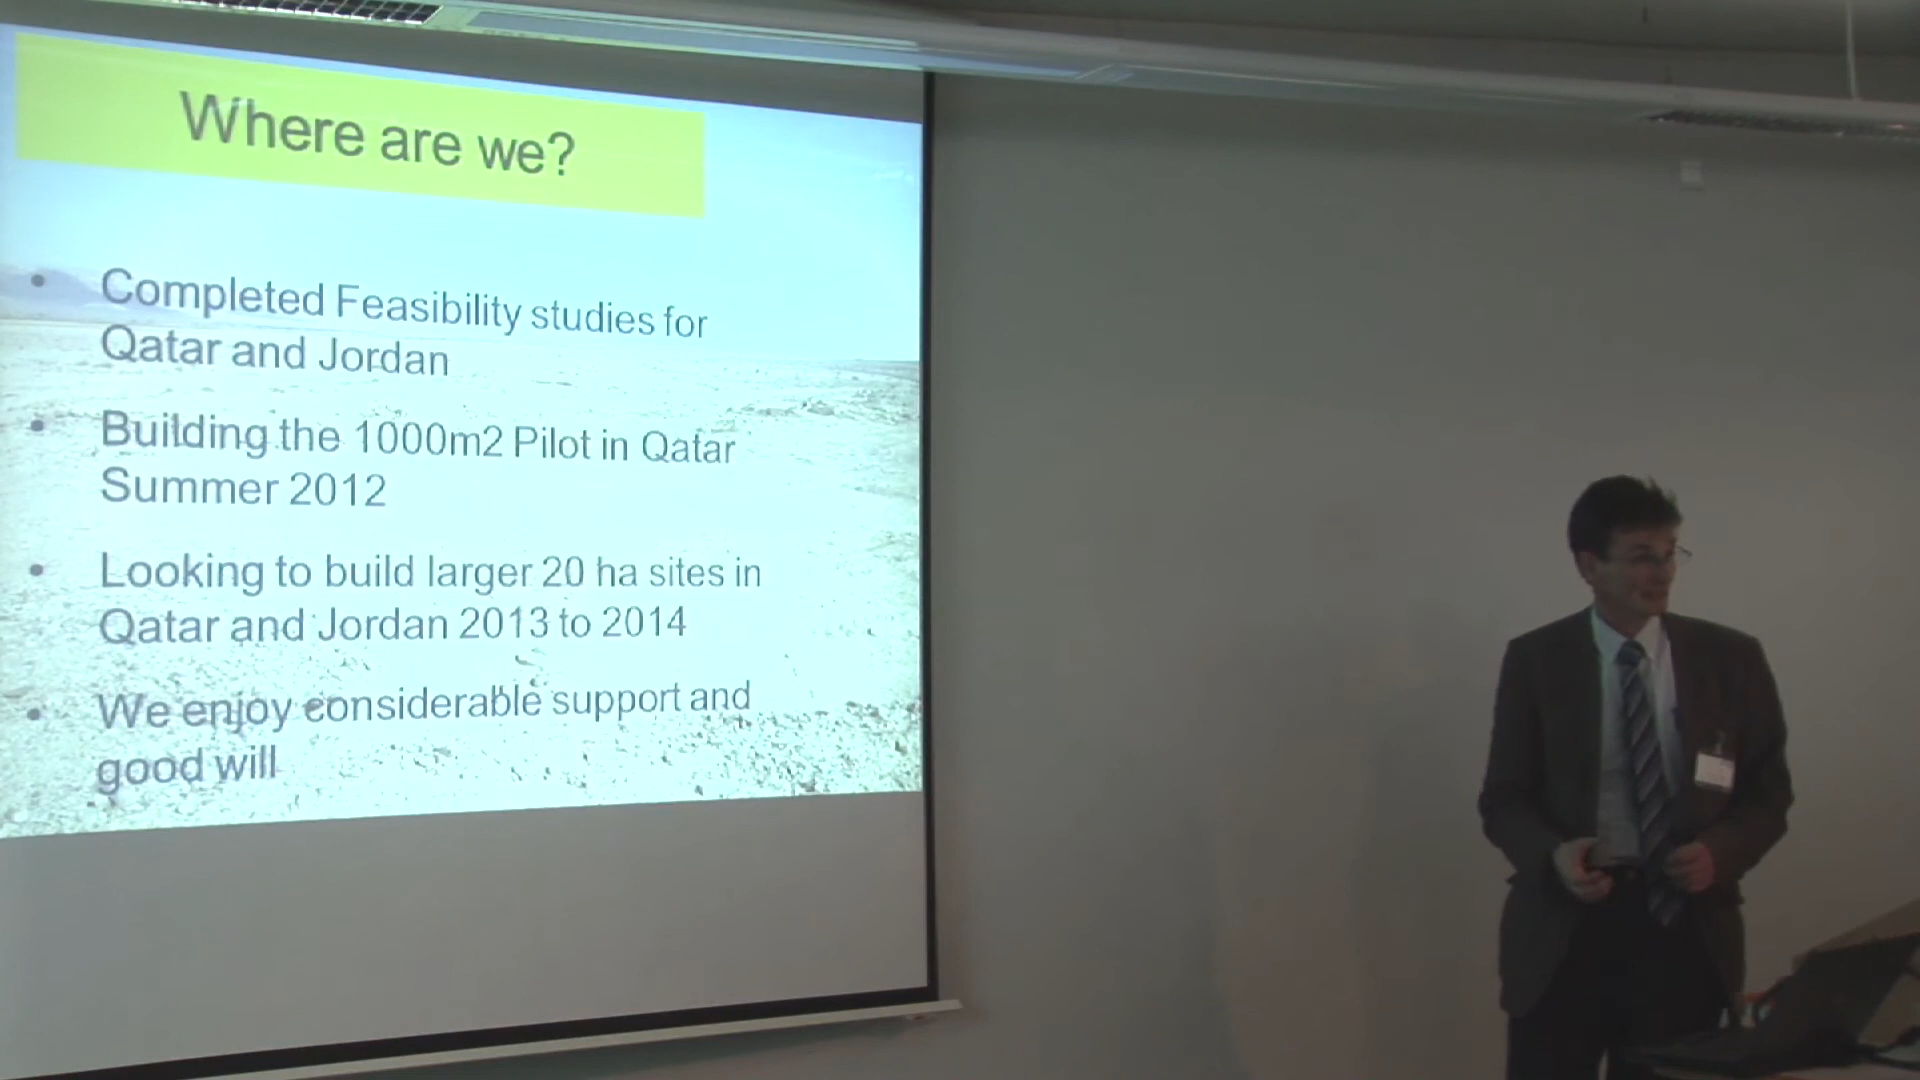 Where are we?
• Completed Feasibility studies for
Qatar and Jordan
• Building the 1000m2 Pilot in Qatar
Summer 2012
• Looking to build larger 20 ha sites in
Qatar and Jordan 2013 to 2014
• We enjoy considerable support and
good will